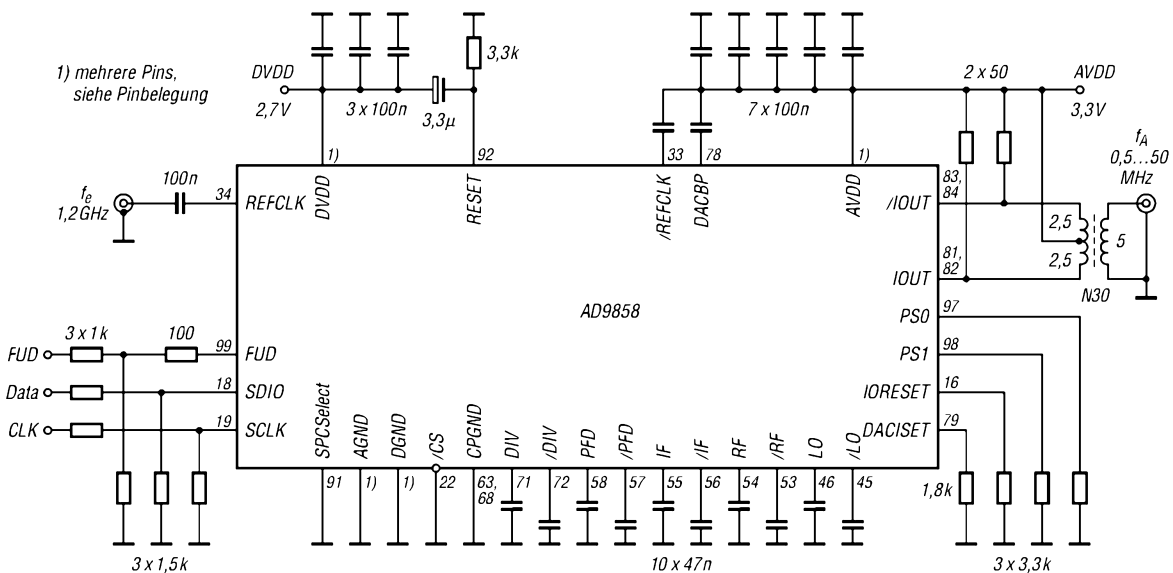 1) mehrere Pins,
siehe Pinbelegung
DVDD
2,7V
3 x 100n
3,3µ
3,3k
7 x 100n
2 x 50
AVDD
3,3V
fA
0,5...50
MHz
1)
92
33
78
1)
100n
fe
1,2GHz
34
REFCLK
DVDD
RESET
/REFCLK
DACBP
AVDD
83,
84
/IOUT
2,5
2,5
5
81,
82
IOUT
N30
AD9858
97
PS0
98
PS1
16
IORESET
79
DACISET
3 x 1k
100
FUD
99
FUD
Data
18
SDIO
CLK
19
SCLK
SPCSelect
AGND
DGND
/CS
CPGND
DIV
/DIV
PFD
/PFD
IF
/IF
RF
/RF
LO
/LO
91
1)
1)
22
63,
68
71
72
58
57
55
56
54
53
46
45
1,8k
3 x 1,5k
10 x 47n
3 x 3,3k